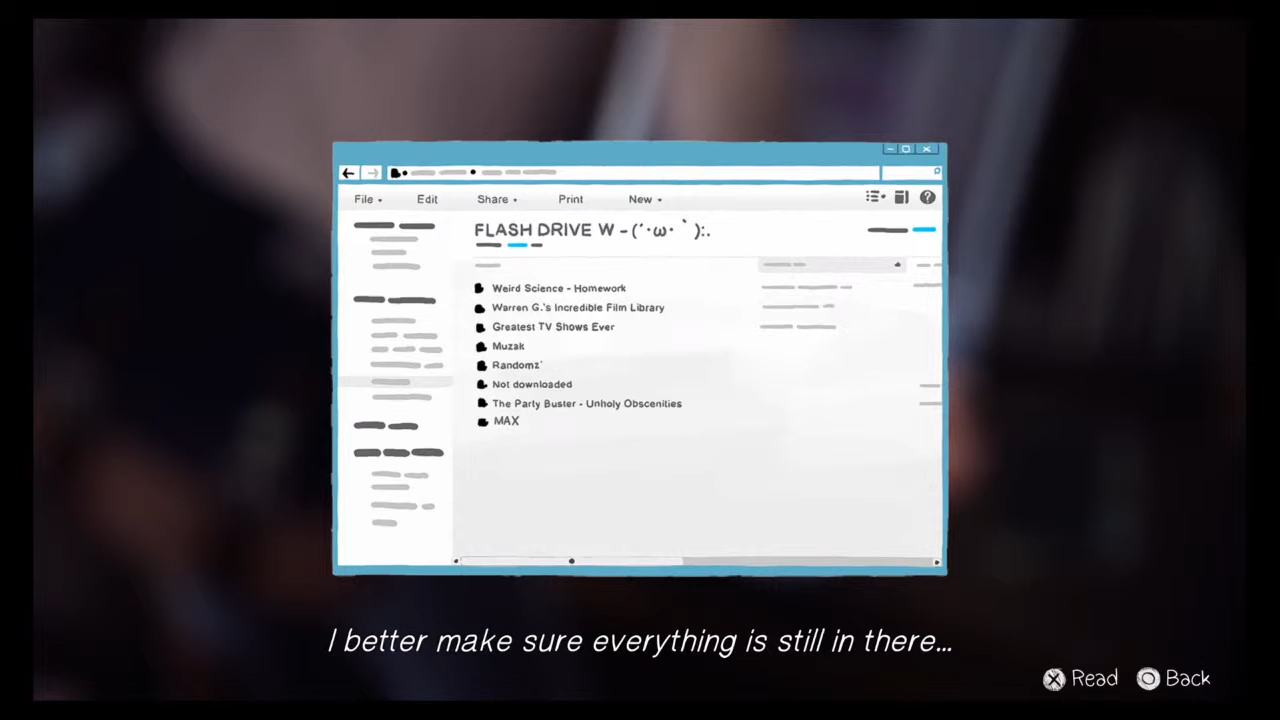 File Edit Share Print New
FLASH DRIVE W -(´･ω･`):.
Weird Science - Homework
Warren G.'s Incredible Film Library
Greatest TV Shows Ever
Muzak
Randomz'
Not downloaded
The Party Buster - Unholy Obscenities
MAX
I better make sure everything is still in there...
Read Back